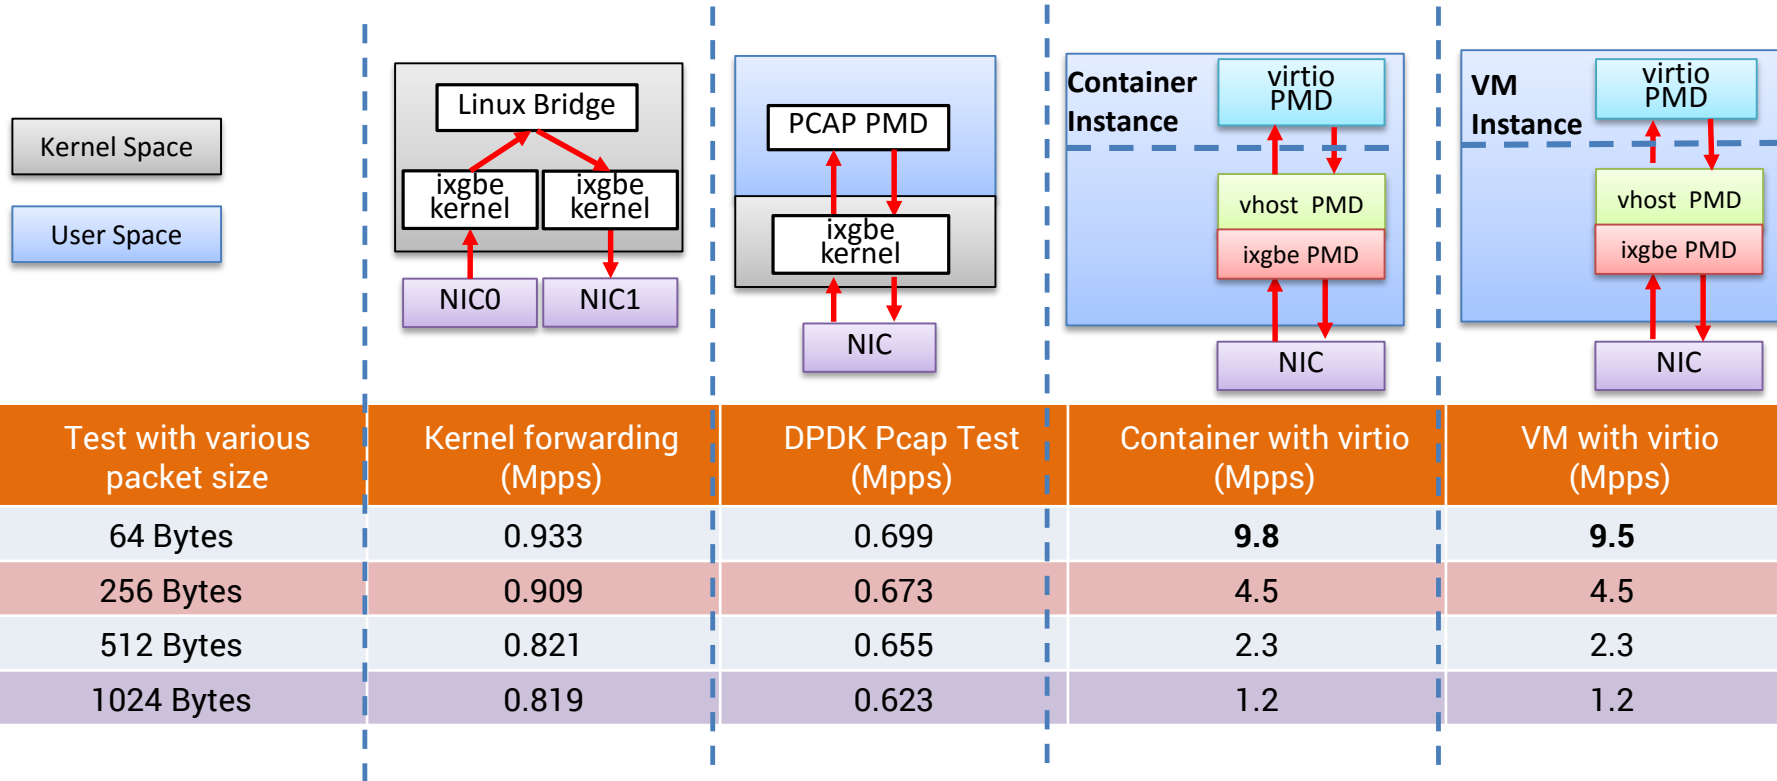 Kernel Space
User Space
Linux Bridge
ixgbe
kernel
ixgbe
kernel
NIC0
NIC1
PCAP PMD
ixgbe
kernel
NIC
Container
Instance
virtio
PMD
vhost PMD
ixgbe PMD
NIC
VM
Instance
virtio
PMD
vhost PMD
ixgbe PMD
NIC
Test with various
packet size
Kernel forwarding
(Mpps)
DPDK Pcap Test
(Mpps)
Container with virtio
(Mpps)
VM with virtio
(Mpps)
64 Bytes 0.933 0.699 9.8 9.5
256 Bytes 0.909 0.673 4.5 4.5
512 Bytes 0.821 0.655 2.3 2.3
1024 Bytes 0.819 0.623 1.2 1.2